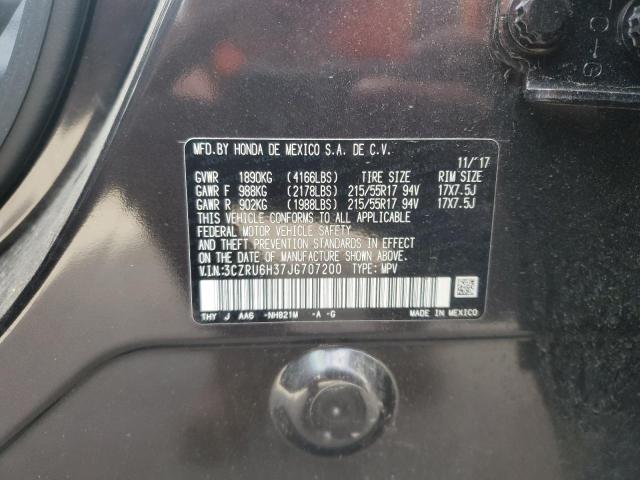 MFD.BY HONDA DE MEXICO S.A. DE C.V.
11/'17
GVWR 1890KG (4166LBS) TIRE SIZE RIM SIZE
GAWR F 988KG (2178LBS) 215/55R17 94V 17X7.5J
GAWR R 902KG (1988LBS) 215/55R17 94V 17X7.5J
THIS VEHICLE CONFORMS TO ALL APPLICABLE
FEDERAL MOTOR VEHICLE SAFETY,
BUMPER, AND THEFT PREVENTION STANDARDS IN EFFECT
ON THE DATE OF MANUFACTURE SHOWN ABOVE.
V.I.N:3CZRU6H37JG707200 TYPE: MPV
THY J AA6 -NH821M -A -G MADE IN MEXICO